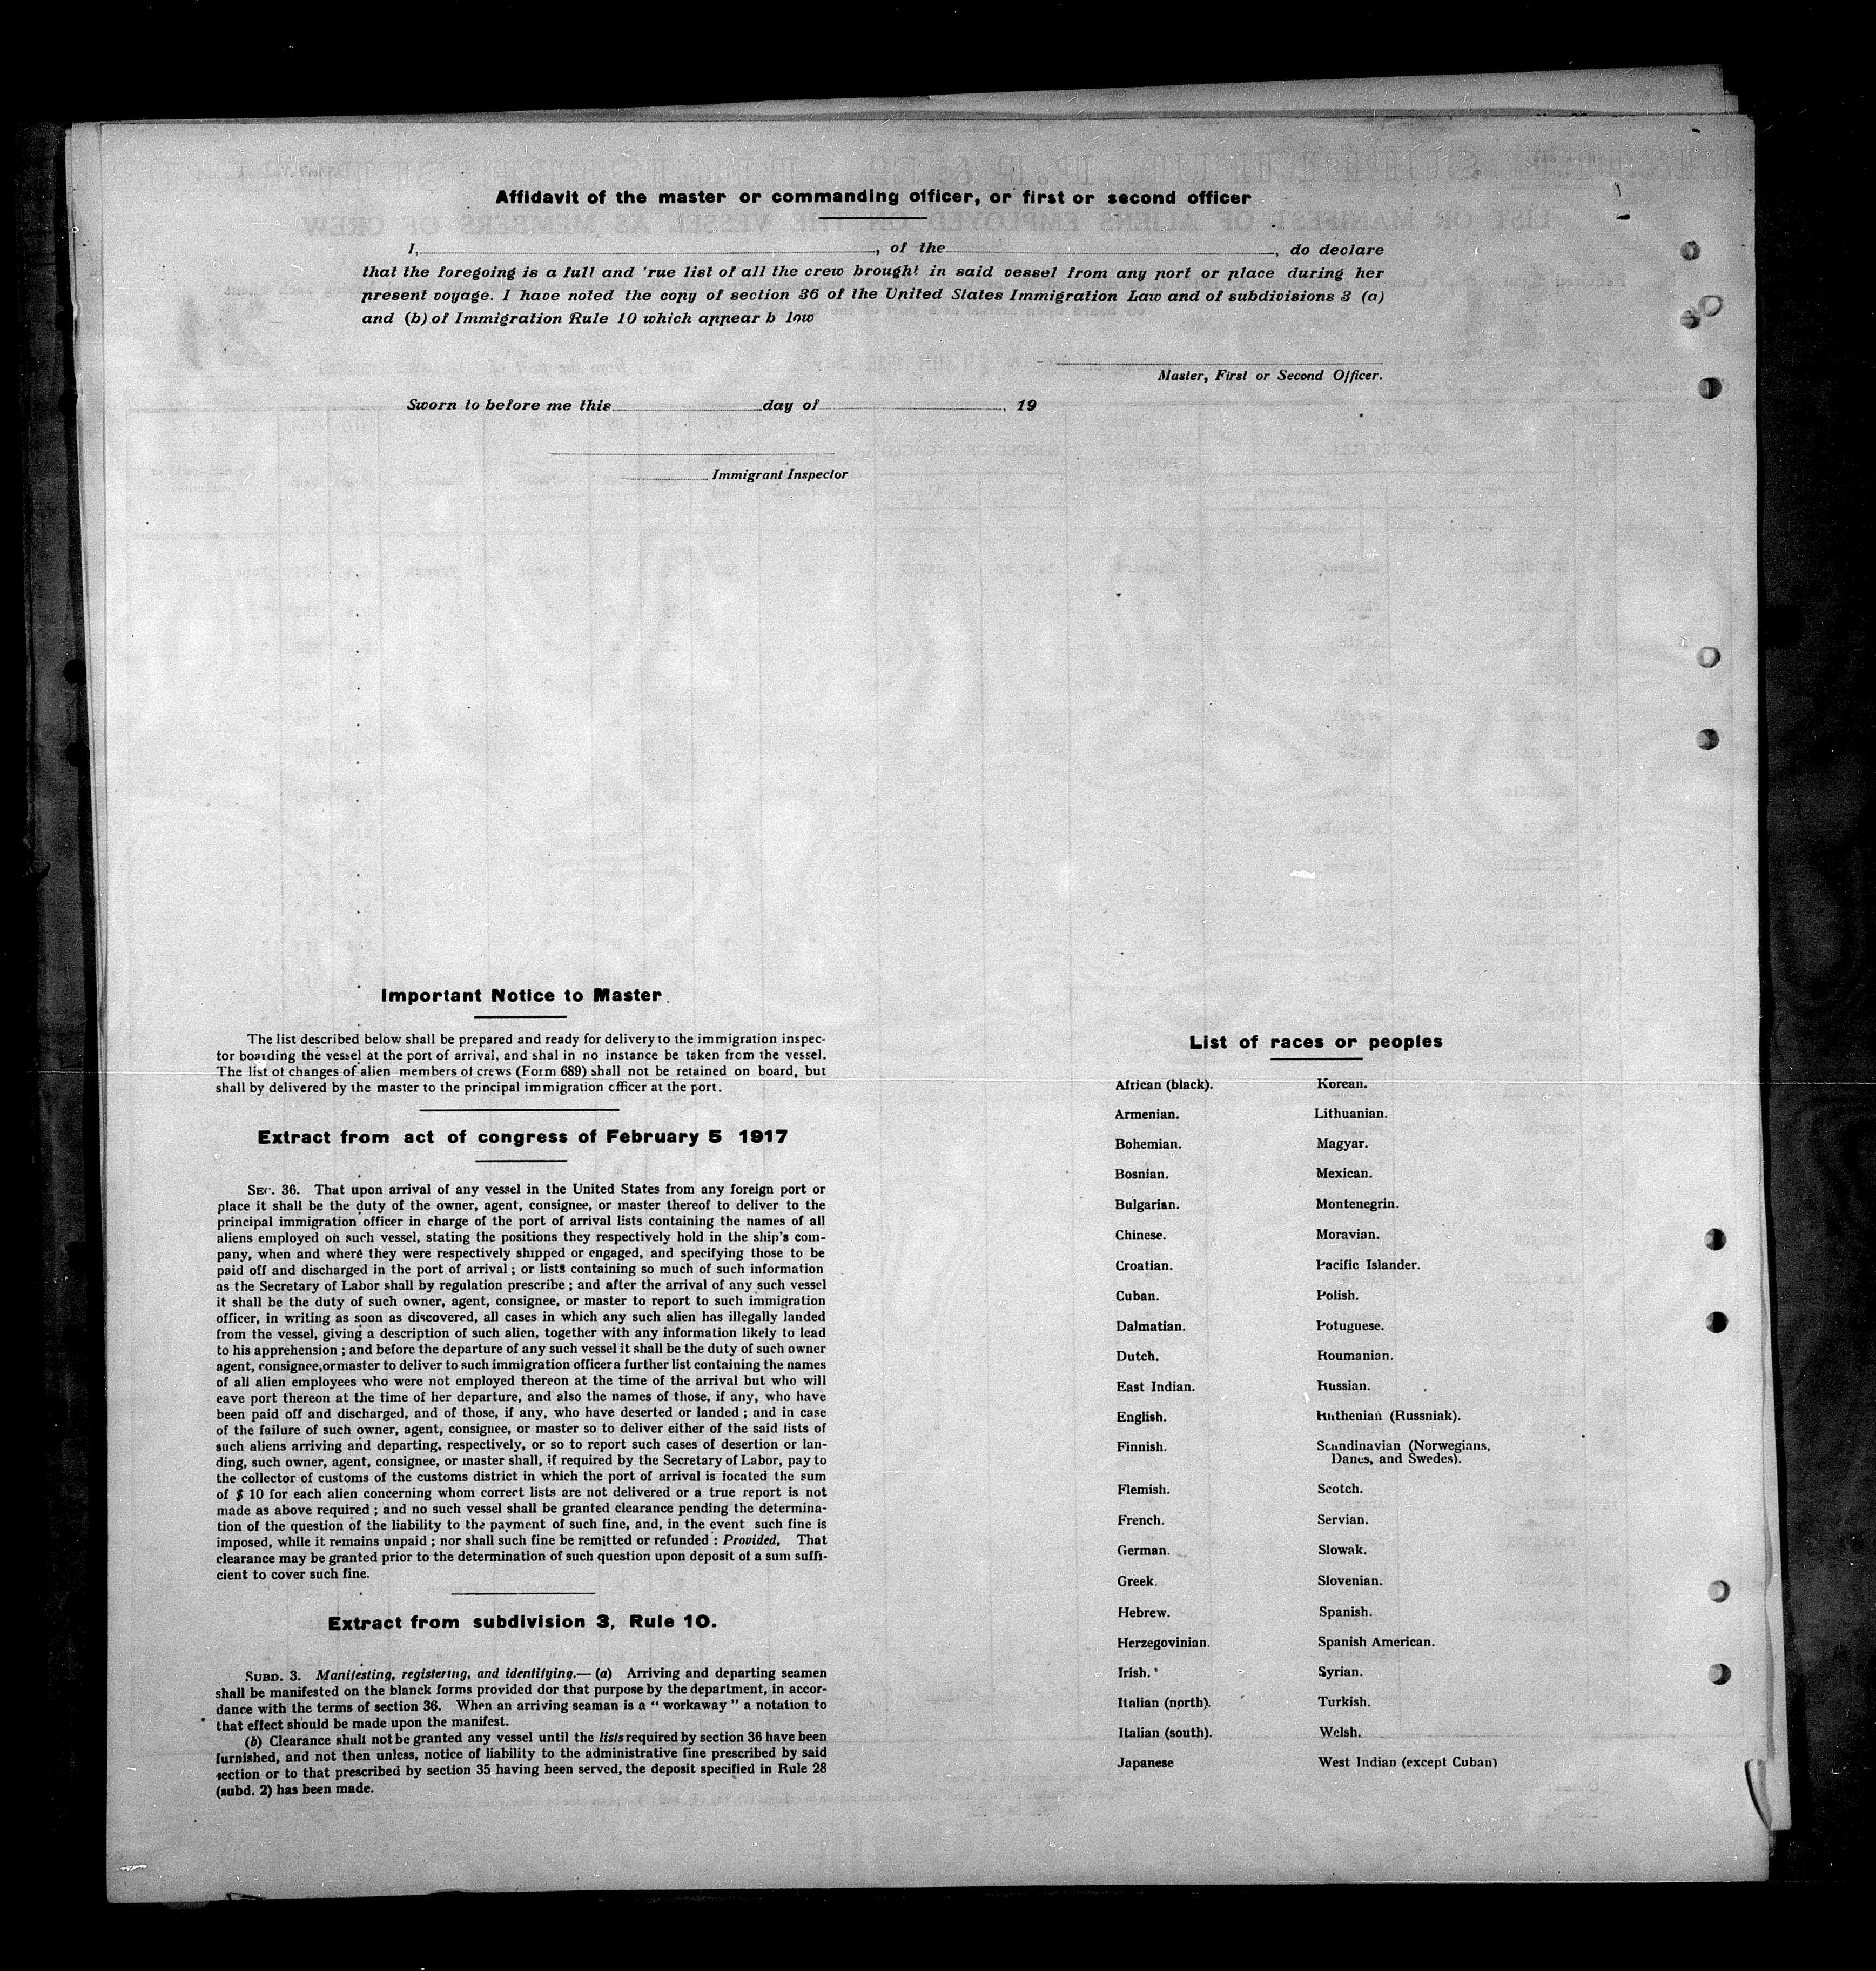 Affidavit of the master or commanding officer, or first or second officer
I, , of the , do declare
that the foregoing is a full and 'rue list of all the crew brought in said vessel from any port or place during her
present voyage. I have noted the copy of section 36 of the United States Immigration Law and of subdivisions 3 (a)
and (b) of Immigration Rule 10 which appear b low
Master, First or Second Officer.
Sworn to before me this day of , 19
Immigrant Inspector
Important Notice to Master
The list described below shall be prepared and ready for delivery to the immigration inspec-
tor boarding the vessel at the port of arrival, and shal in no instance be taken from the vessel.
The list of changes of alien members of crews (Form 689) shall not be retained on board, but
shall by delivered by the master to the principal immigration officer at the port.
Extract from act of congress of February 5 1917
SEC. 36. That upon arrival of any vessel in the United States from any foreign port or
place it shall be the duty of the owner, agent, consignee, or master thereof to deliver to the
principal immigration officer in charge of the port of arrival lists containing the names of all
aliens employed on such vessel, stating the positions they respectively hold in the ship's com-
pany, when and where they were respectively shipped or engaged, and specifying those to be
paid off and discharged in the port of arrival ; or lists containing so much of such information
as the Secretary of Labor shall by regulation prescribe ; and after the arrival of any such vessel
it shall be the duty of such owner, agent, consignee, or master to report to such immigration
officer, in writing as soon as discovered, all cases in which any such alien has illegally landed
from the vessel, giving a description of such alien, together with any information likely to lead
to his apprehension ; and before the departure of any such vessel it shall be the duty of such owner
agent, consignee,ormaster to deliver to such immigration officera further list containing the names
of all alien employees who were not employed thereon at the time of the arrival but who will
eave port thereon at the time of her departure, and also the names of those, if any, who have
been paid off and discharged, and of those, if any, who have deserted or landed ; and in case
of the failure of such owner, agent, consignee, or master so to deliver either of the said lists of
such aliens arriving and departing, respectively, or so to report such cases of desertion or lan-
ding, such owner, agent, consignee, or master shall, if required by the Secretary of Labor, pay to
the collector of customs of the customs district in which the port of arrival is located the sum
of $ 10 for each alien concerning whom correct lists are not delivered or a true report is not
made as above required ; and no such vessel shall be granted clearance pending the determina-
tion of the question of the liability to the payment of such fine, and, in the event such fine is
imposed, while it remains unpaid ; nor shall such fine be remitted or refunded : Provided, That
clearance may be granted prior to the determination of such question upon deposit of a sum suffi-
cient to cover such fine.
Extract from subdivision 3, Rule 10.
SUBD. 3. Manifesting, registering, and identifying.— (a) Arriving and departing seamen
shall be manifested on the blanck forms provided dor that purpose by the department, in accor-
dance with the terms of section 36. When an arriving seaman is a " workaway " a notation to
that effect should be made upon the manifest.
(b) Clearance shall not be granted any vessel until the lists required by section 36 have been
furnished, and not then unless, notice of liability to the administrative fine prescribed by said
section or to that prescribed by section 35 having been served, the deposit specified in Rule 28
(subd. 2) has been made.
List of races or peoples
African (black). Korean.
Armenian. Lithuanian.
Bohemian. Magyar.
Bosnian. Mexican.
Bulgarian. Montenegrin.
Chinese. Moravian.
Croatian. Pacific Islander.
Cuban. Polish.
Dalmatian. Potuguese.
Dutch. Roumanian.
East Indian. Russian.
English. Ruthenian (Russniak).
Finnish. Scandinavian (Norwegians,
Danes, and Swedes).
Flemish. Scotch.
French. Servian.
German. Slowak.
Greek. Slovenian.
Hebrew. Spanish.
Herzegovinian. Spanish American.
Irish. Syrian.
Italian (north). Turkish.
Italian (south). Welsh.
Japanese West Indian (except Cuban)